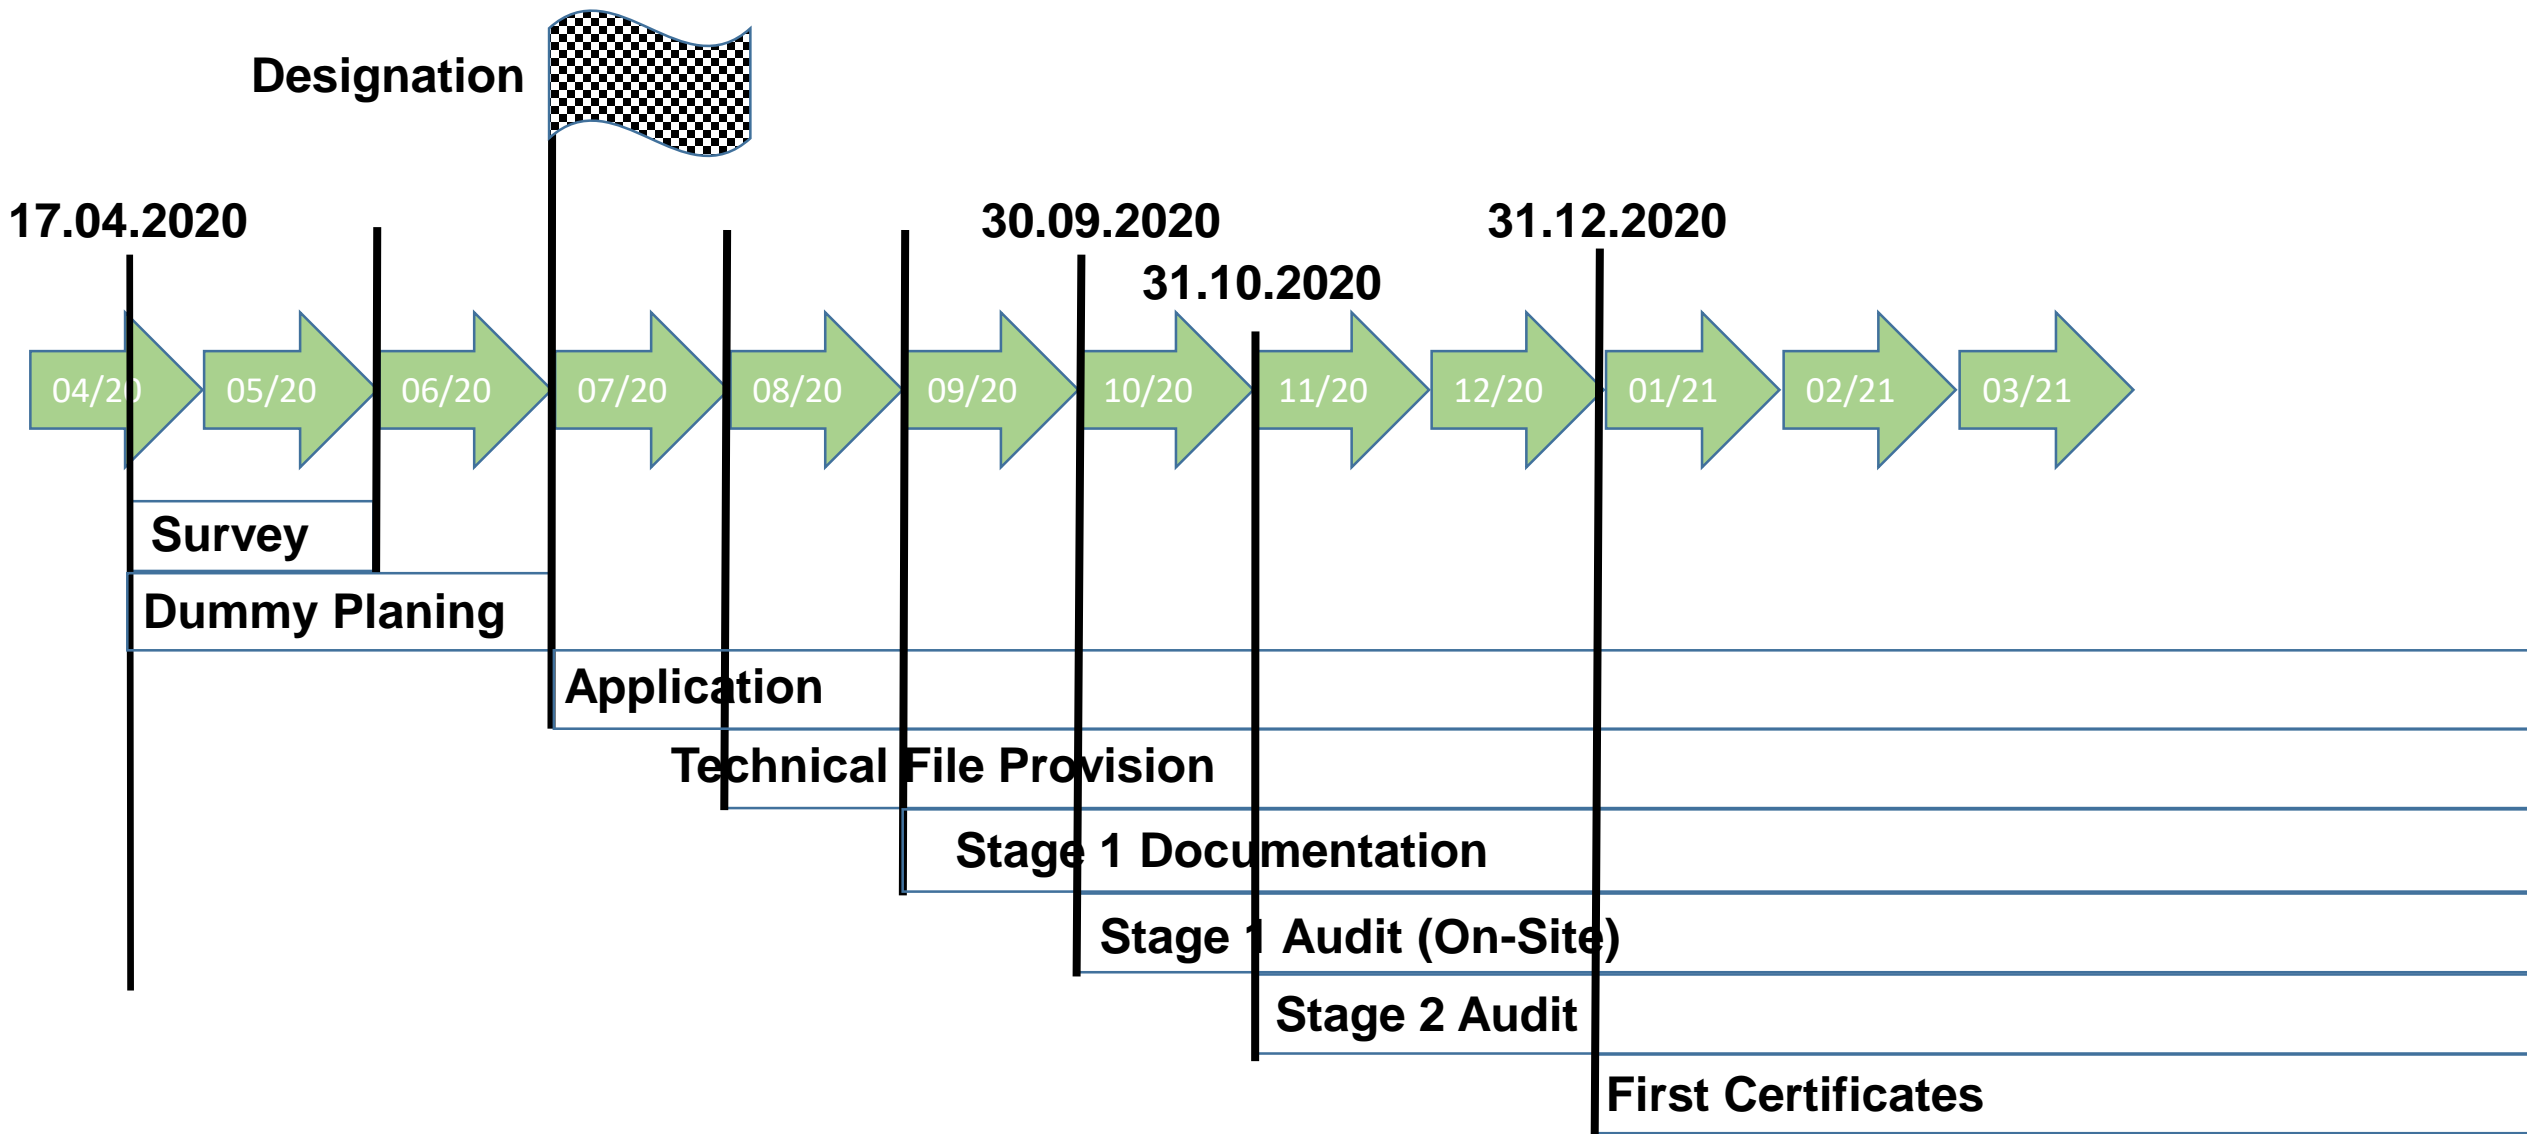 Designation
17.04.2020
30.09.2020
31.12.2020
31.10.2020
04/20
05/20
06/20
07/20
08/20
09/20
10/20
11/20
12/20
01/21
02/21
03/21
Survey
Dummy Planing
Application
Technical File Provision
Stage 1 Documentation
Stage 1 Audit (On-Site)
Stage 2 Audit
First Certificates